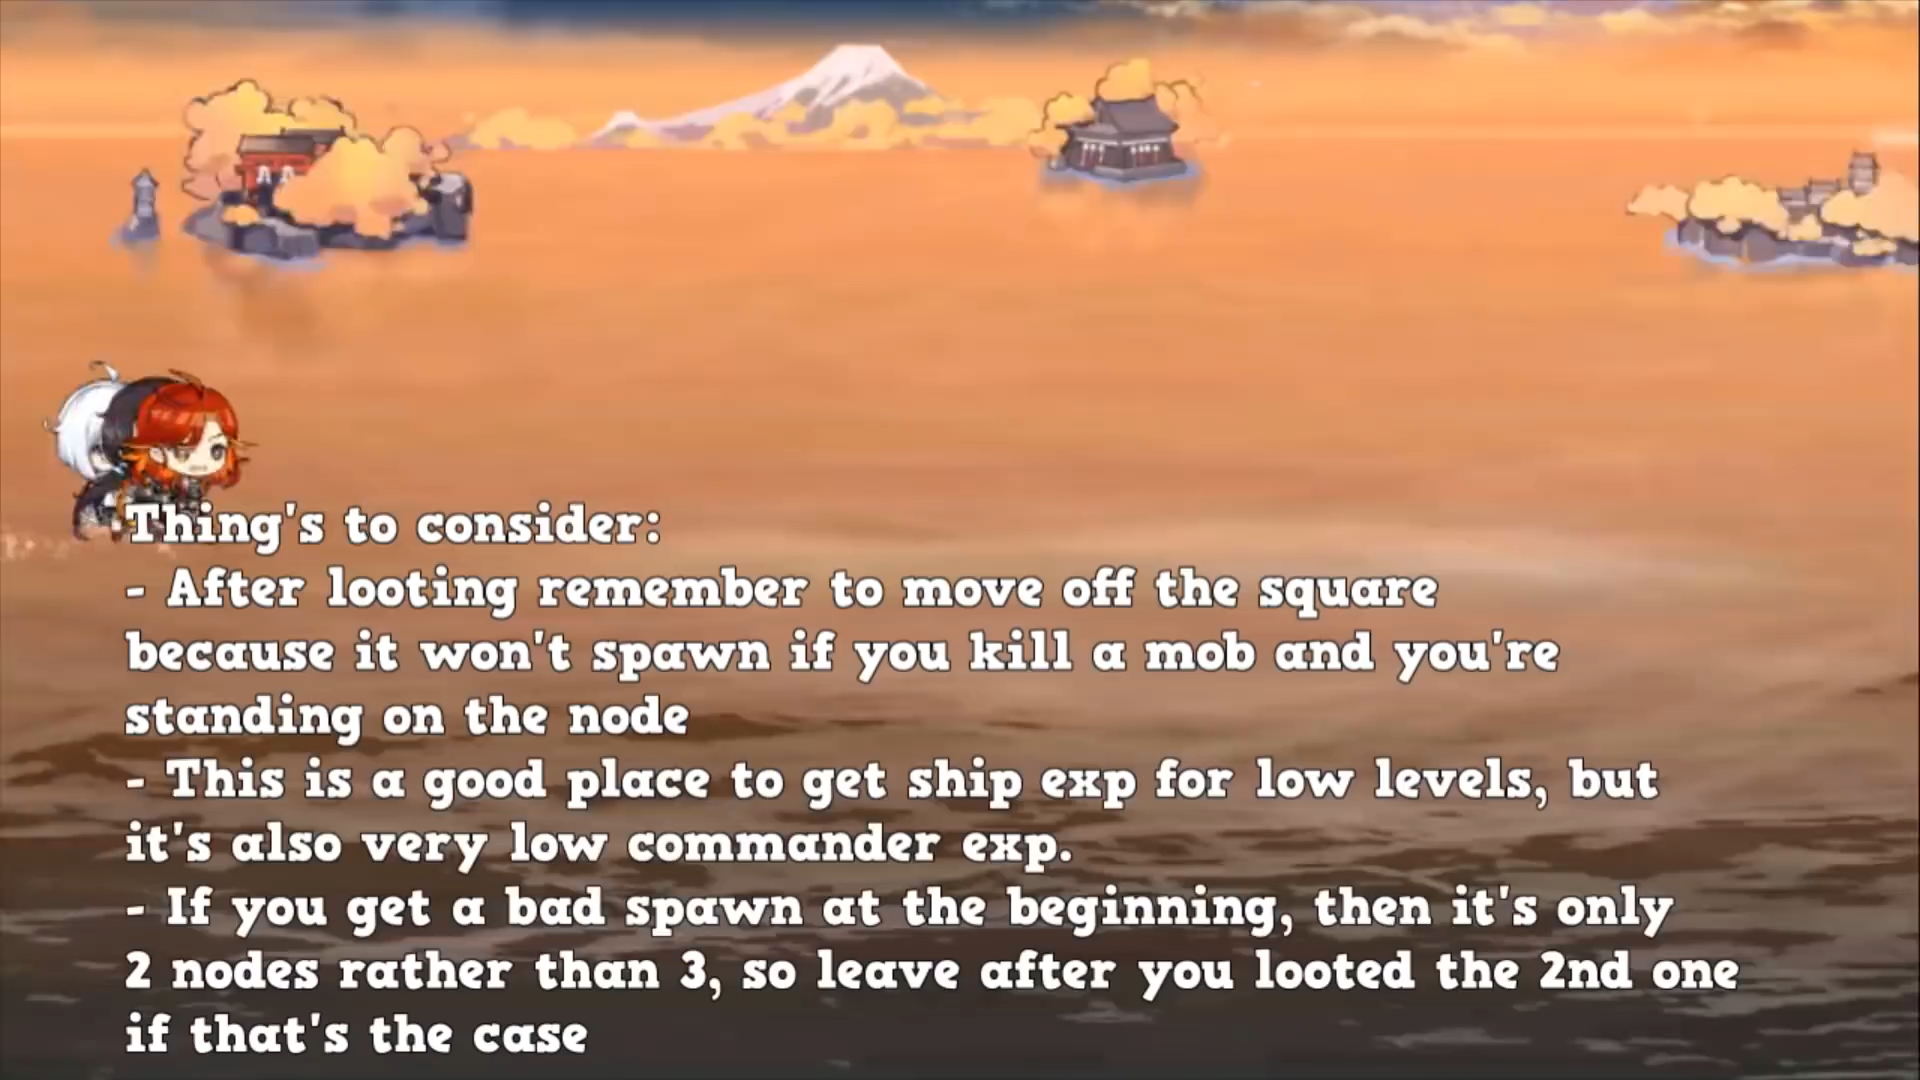 Thing's to consider:
- After looting remember to move off the square
because it won't spawn if you kill a mob and you're
standing on the node
- This is a good place to get ship exp for low levels, but
it's also very low commander exp.
- If you get a bad spawn at the beginning, then it's only
2 nodes rather than 3, so leave after you looted the 2nd one
if that's the case